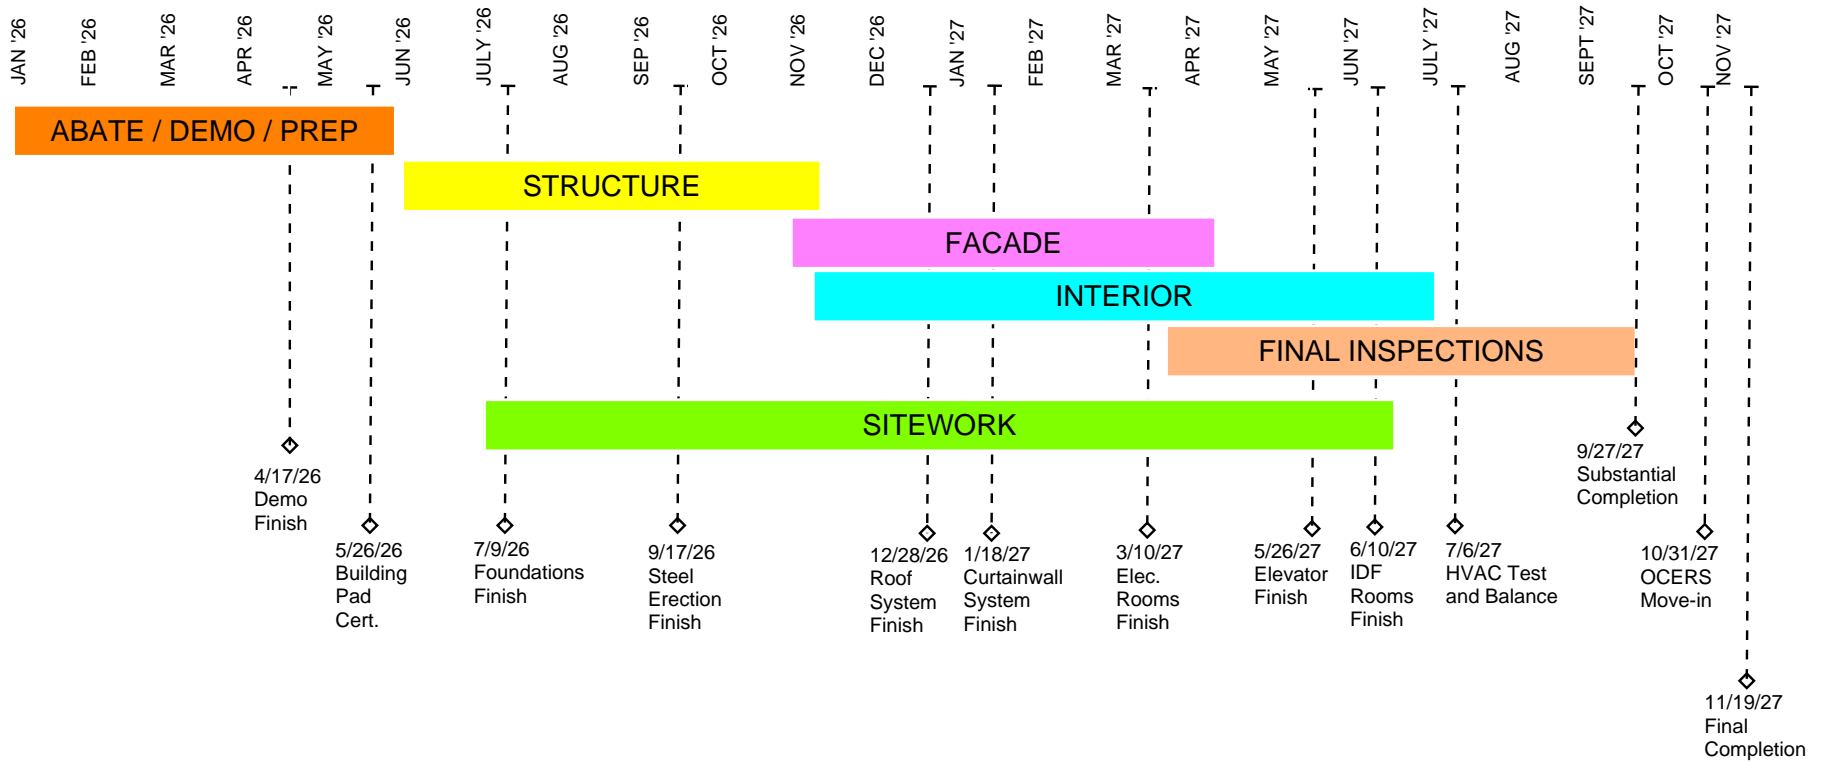 JAN '26
FEB '26
MAR '26
APR '26
MAY '26
JUN '26
JULY '26
AUG '26
SEP '26
OCT '26
NOV '26
DEC '26
JAN '27
FEB '27
MAR '27
APR '27
MAY '27
JUN '27
JULY '27
AUG '27
SEPT '27
OCT '27
NOV '27
ABATE / DEMO / PREP
STRUCTURE
FACADE
INTERIOR
FINAL INSPECTIONS
SITEWORK
4/17/26
Demo
Finish
5/26/26
Building
Pad
Cert.
7/9/26
Foundations
Finish
9/17/26
Steel
Erection
Finish
12/28/26
Roof
System
Finish
1/18/27
Curtainwall
System
Finish
3/10/27
Elec.
Rooms
Finish
5/26/27
Elevator
Finish
6/10/27
IDF
Rooms
Finish
7/6/27
HVAC Test
and Balance
9/27/27
Substantial
Completion
10/31/27
OCERS
Move-in
11/19/27
Final
Completion